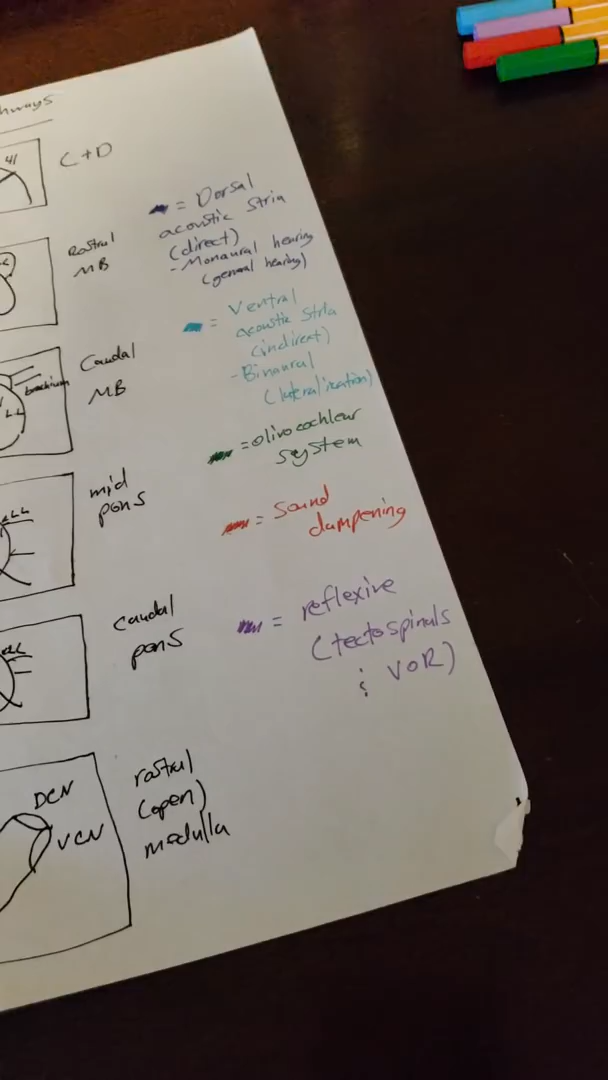 hways
41
C+D
Rostral
MB
Caudal
MB
brachium
LL
mid
pons
LL
caudal
pons
LL
rostral
(open)
medulla
DCN
VCN
= Dorsal
acoustic stria
(direct)
- Monaural hearing
(general hearing)
= Ventral
acoustic stria
(indirect)
- Binaural
(lateralization)
= olivocochlear
system
= sound
dampening
= reflexive
(tectospinals
& VOR)